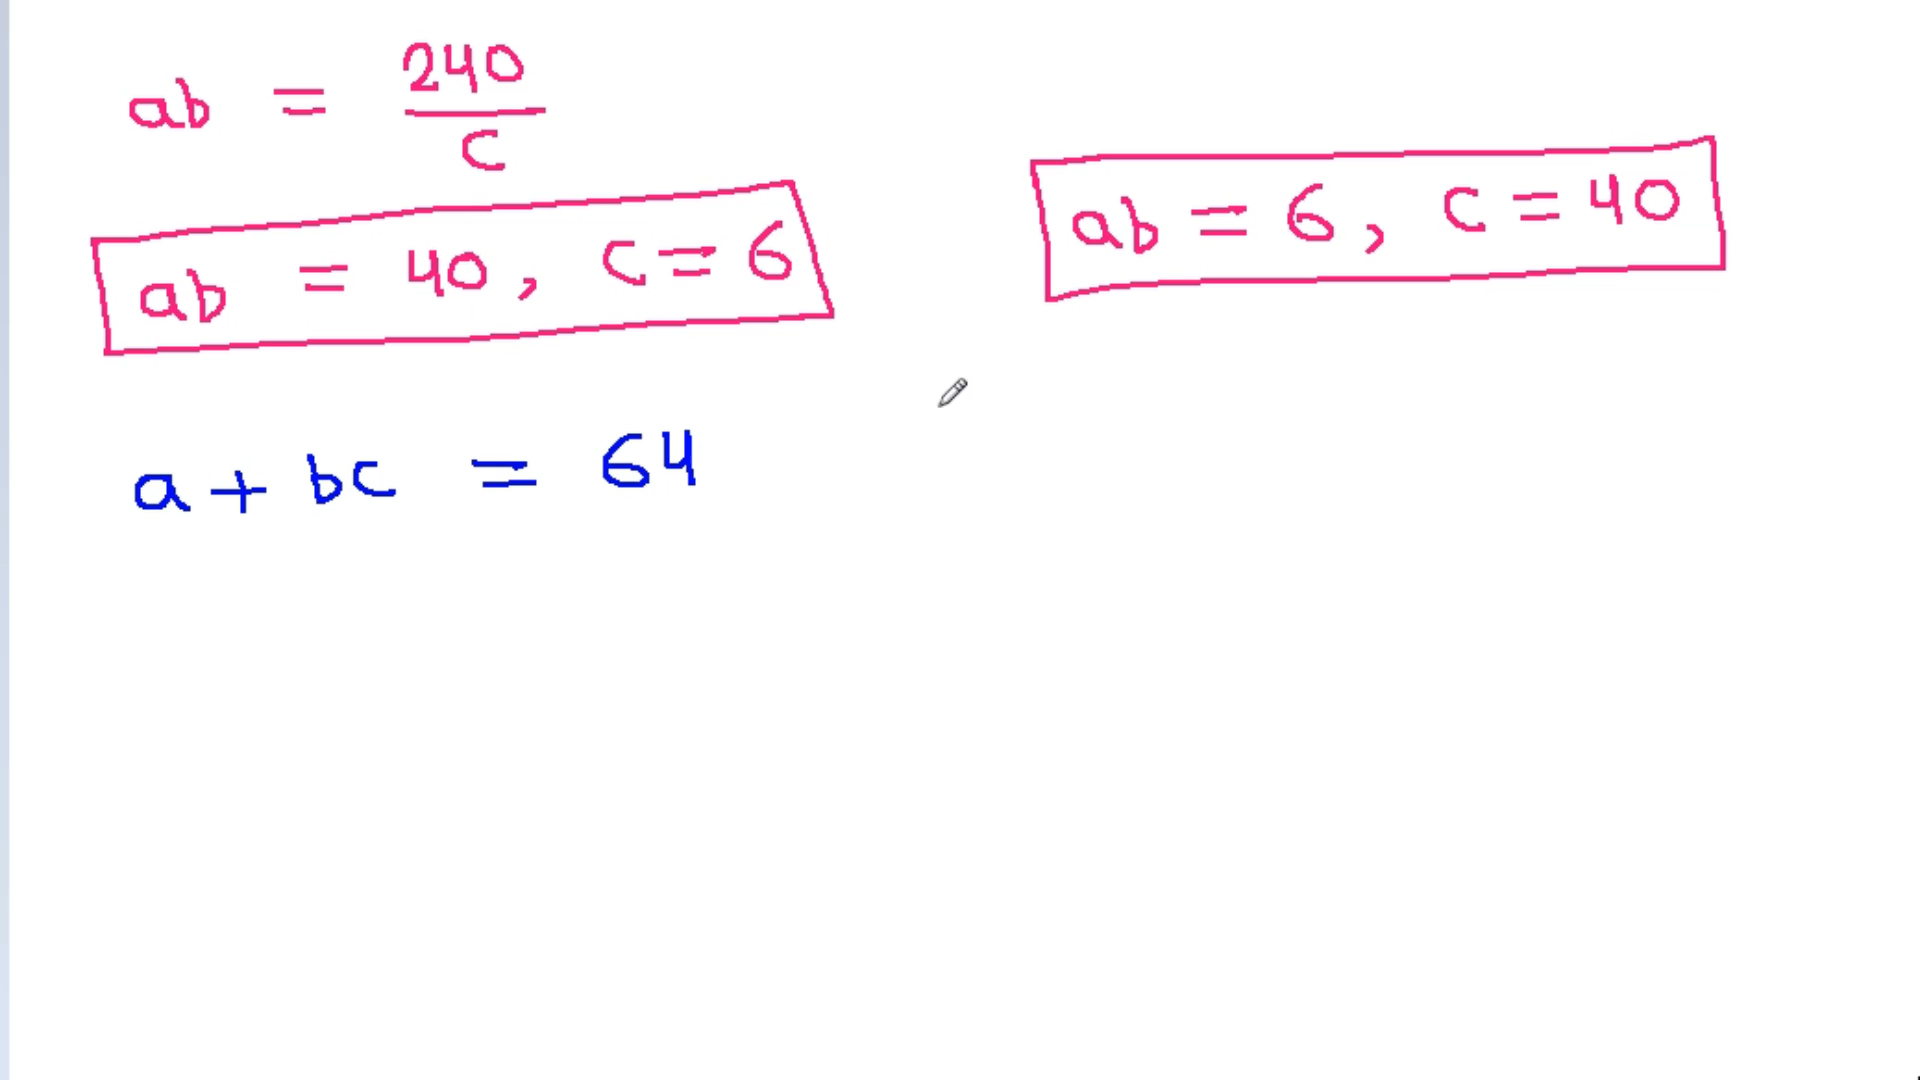 ab = 240/c
ab = 40, c = 6
ab = 6, c = 40
a + bc = 64